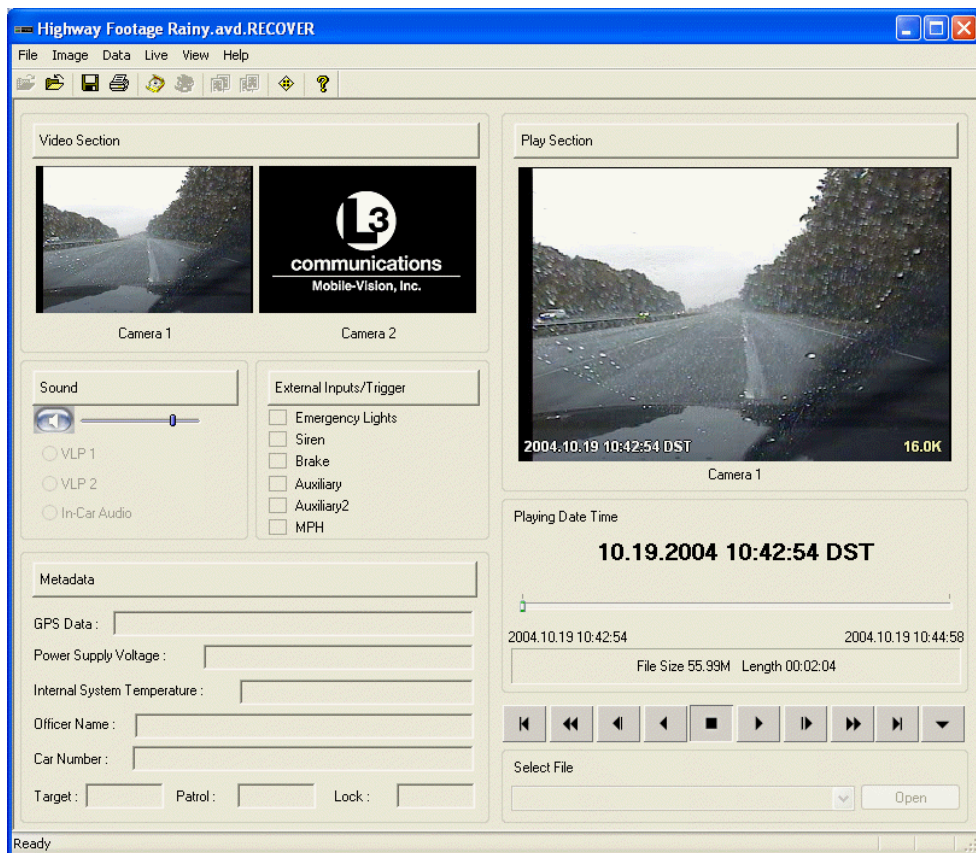 Highway Footage Rainy.avd.RECOVER
File Image Data Live View Help
Video Section
L3
communications
Mobile-Vision, Inc.
Camera 1
Camera 2
Sound
VLP 1
VLP 2
In-Car Audio
External Inputs/Trigger
Emergency Lights
Siren
Brake
Auxiliary
Auxiliary2
MPH
Metadata
GPS Data :
Power Supply Voltage :
Internal System Temperature :
Officer Name :
Car Number :
Target : Patrol : Lock :
Play Section
2004.10.19 10:42:54 DST 16.0K
Camera 1
Playing Date Time
10.19.2004 10:42:54 DST
2004.10.19 10:42:54 2004.10.19 10:44:58
File Size 55.99M Length 00:02:04
Select File
Open
Ready